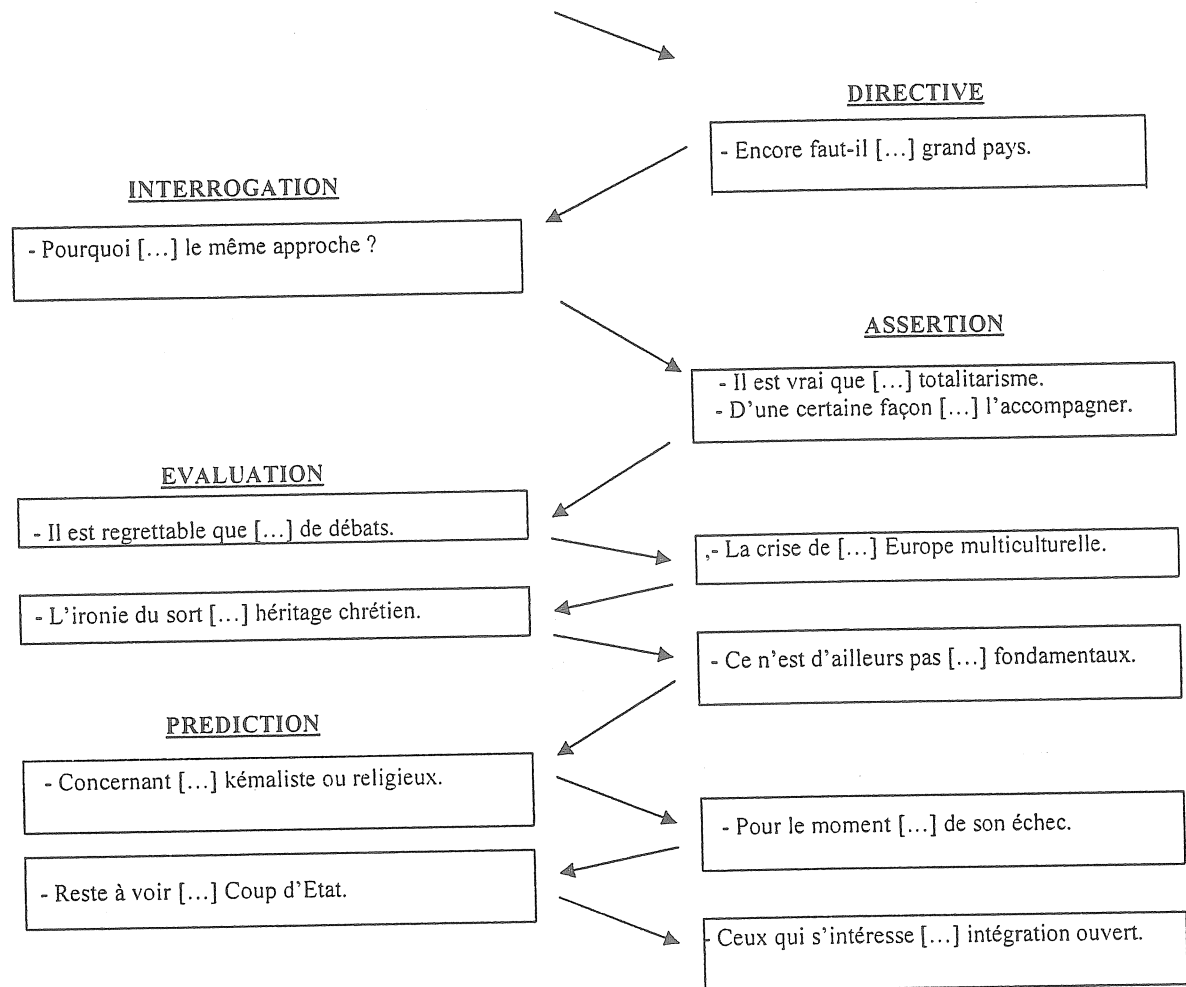 DIRECTIVE
- Encore faut-il [...] grand pays.
INTERROGATION
- Pourquoi [...] le même approche ?
ASSERTION
- Il est vrai que [...] totalitarisme.
- D'une certaine façon [...] l'accompagner.
EVALUATION
- Il est regrettable que [...] de débats.
,- La crise de [...] Europe multiculturelle.
- L'ironie du sort [...] héritage chrétien.
- Ce n'est d'ailleurs pas [...] fondamentaux.
PREDICTION
- Concernant [...] kémaliste ou religieux.
- Pour le moment [...] de son échec.
- Reste à voir [...] Coup d'Etat.
- Ceux qui s'intéresse [...] intégration ouvert.